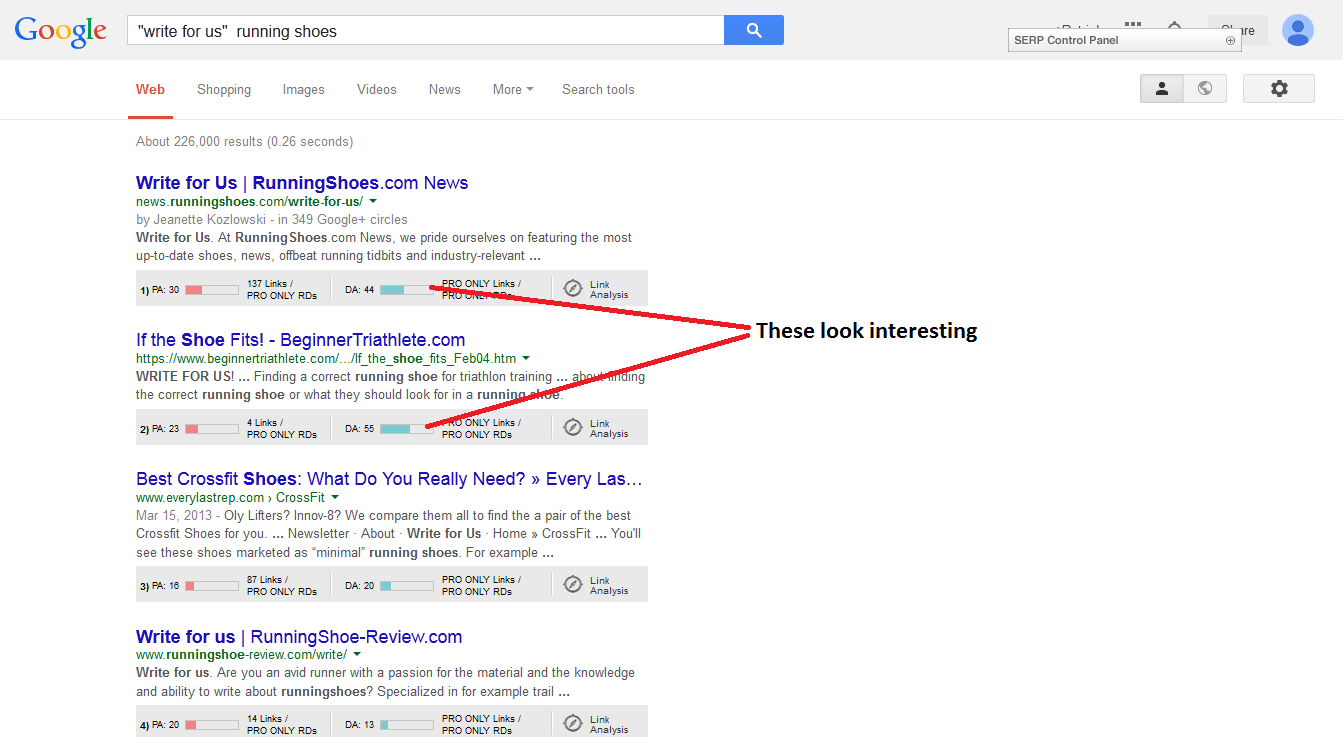 Google
"write for us"  running shoes
Share
SERP Control Panel
Web Shopping Images Videos News More Search tools
About 226,000 results (0.26 seconds)
Write for Us | RunningShoes.com News
news.runningshoes.com/write-for-us/
by Jeanette Kozlowski - in 349 Google+ circles
Write for Us. At RunningShoes.com News, we pride ourselves on featuring the most
up-to-date shoes, news, offbeat running tidbits and industry-relevant ...
1) PA: 30 137 Links / DA: 44 PRO ONLY Links / Link
PRO ONLY RDs PRO ONLY RDs Analysis
These look interesting
If the Shoe Fits! - BeginnerTriathlete.com
https://www.beginnertriathlete.com/.../If_the_shoe_fits_Feb04.htm
WRITE FOR US! ... Finding a correct running shoe for triathlon training ... about finding
the correct running shoe or what they should look for in a running shoe.
2) PA: 23 4 Links / DA: 55 PRO ONLY Links / Link
PRO ONLY RDs PRO ONLY RDs Analysis
Best Crossfit Shoes: What Do You Really Need? » Every Las...
www.everylastrep.com › CrossFit
Mar 15, 2013 - Oly Lifters? Innov-8? We compare them all to find the a pair of the best
Crossfit Shoes for you. ... Newsletter · About · Write for Us · Home » CrossFit ... You'll
see these shoes marketed as “minimal” running shoes. For example ...
3) PA: 16 87 Links / DA: 20 PRO ONLY Links / Link
PRO ONLY RDs PRO ONLY RDs Analysis
Write for us | RunningShoe-Review.com
www.runningshoe-review.com/write/
Write for us. Are you an avid runner with a passion for the material and the knowledge
and ability to write about runningshoes? Specialized in for example trail ...
4) PA: 20 14 Links / DA: 13 PRO ONLY Links / Link
PRO ONLY RDs PRO ONLY RDs Analysis